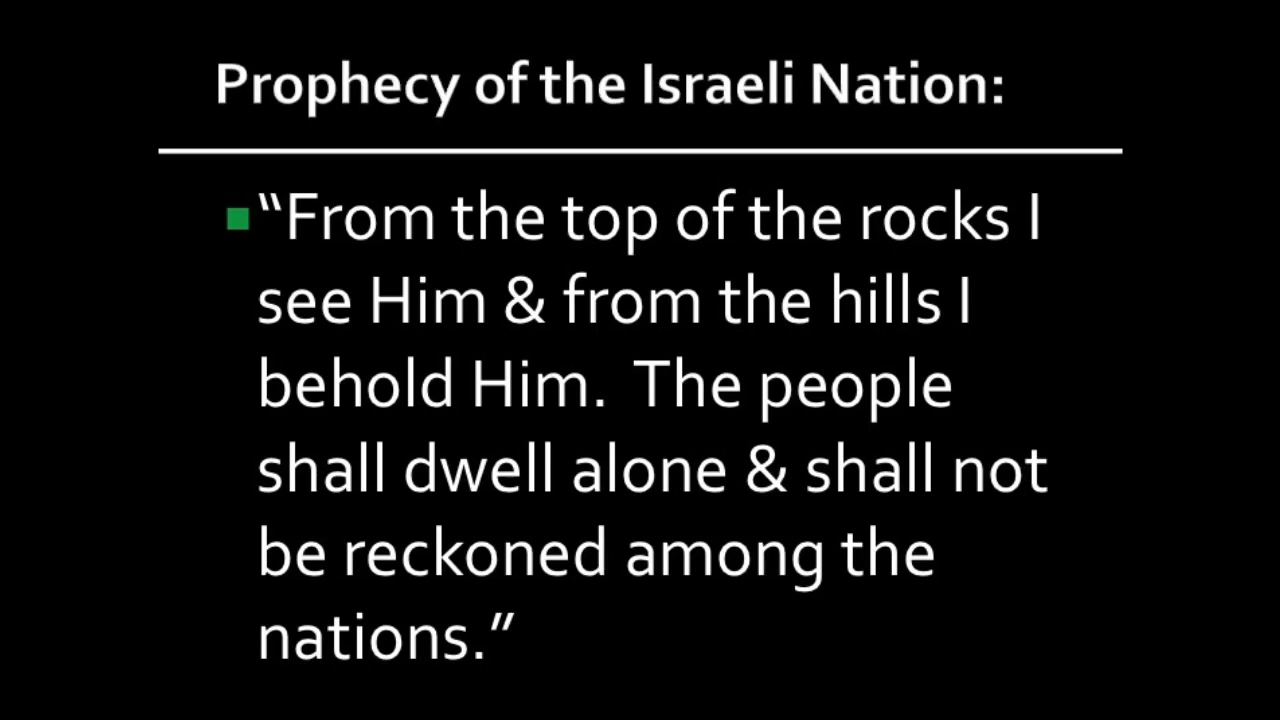 Prophecy of the Israeli Nation:
“From the top of the rocks I
see Him & from the hills I
behold Him.  The people
shall dwell alone & shall not
be reckoned among the
nations.”